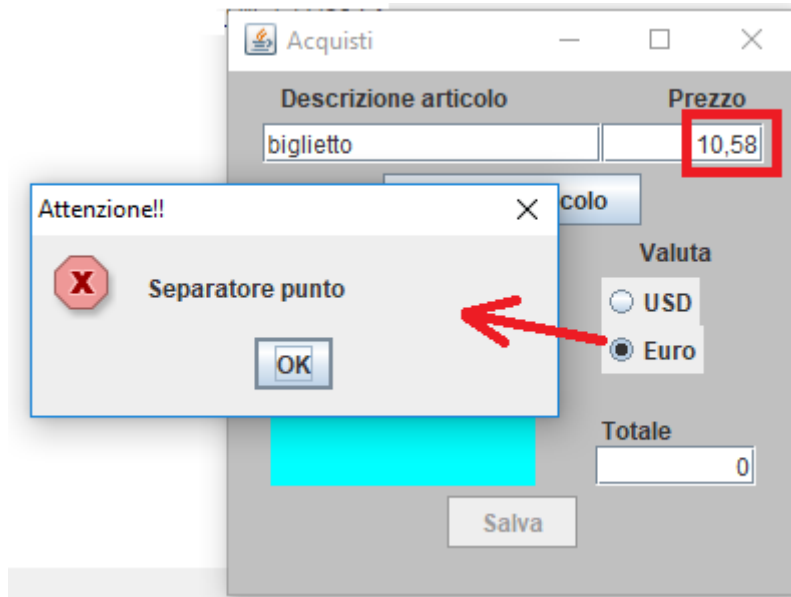 Acquisti
Descrizione articolo Prezzo
biglietto 10,58
colo
Attenzione!!
Separatore punto
OK
Valuta
USD
Euro
Totale
0
Salva